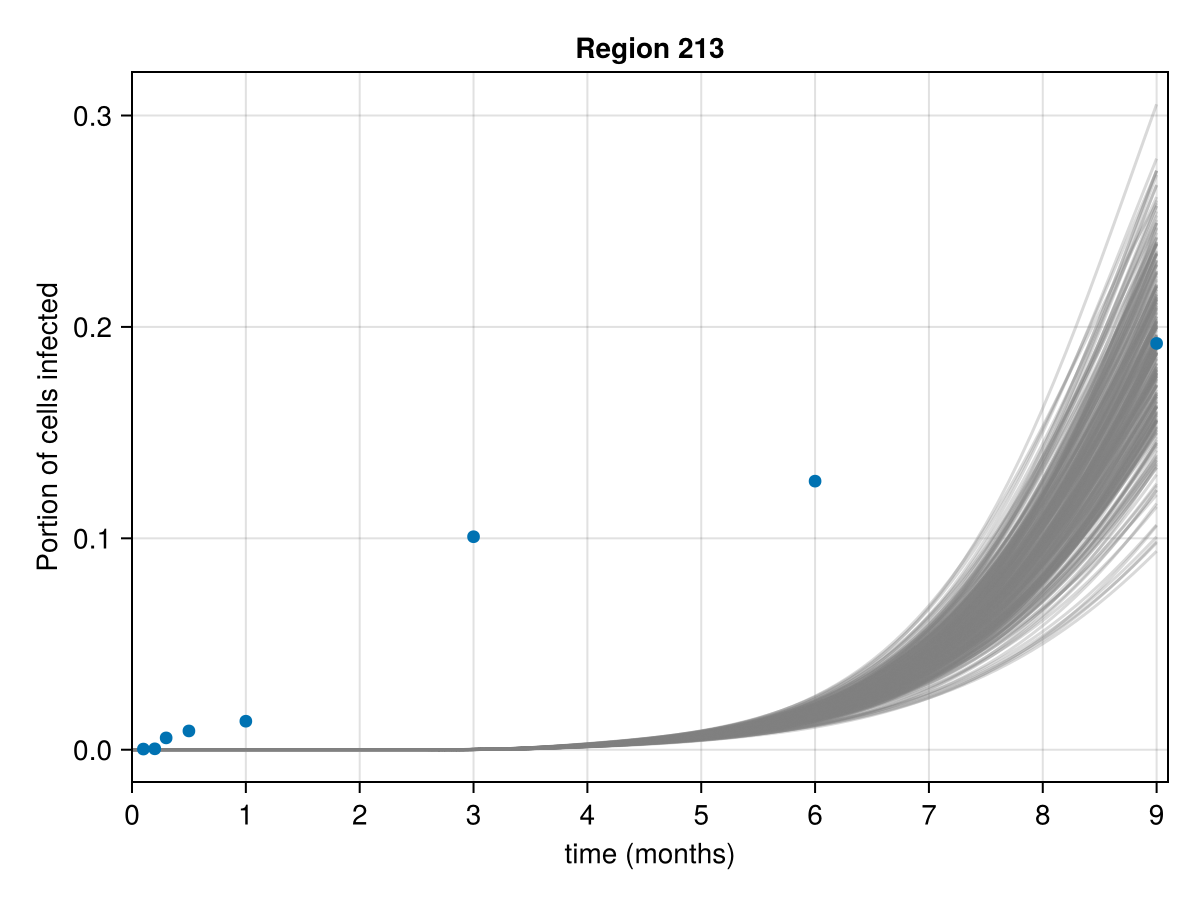 Region 213
Portion of cells infected
0.3
0.2
0.1
0.0
0 1 2 3 4 5 6 7 8 9
time (months)